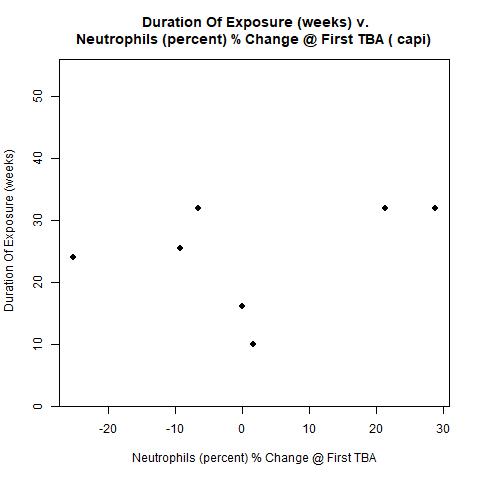 Duration Of Exposure (weeks) v.
Neutrophils (percent) % Change @ First TBA ( capi)
50
40
30
20
10
0
Duration Of Exposure (weeks)
-20 -10 0 10 20 30
Neutrophils (percent) % Change @ First TBA